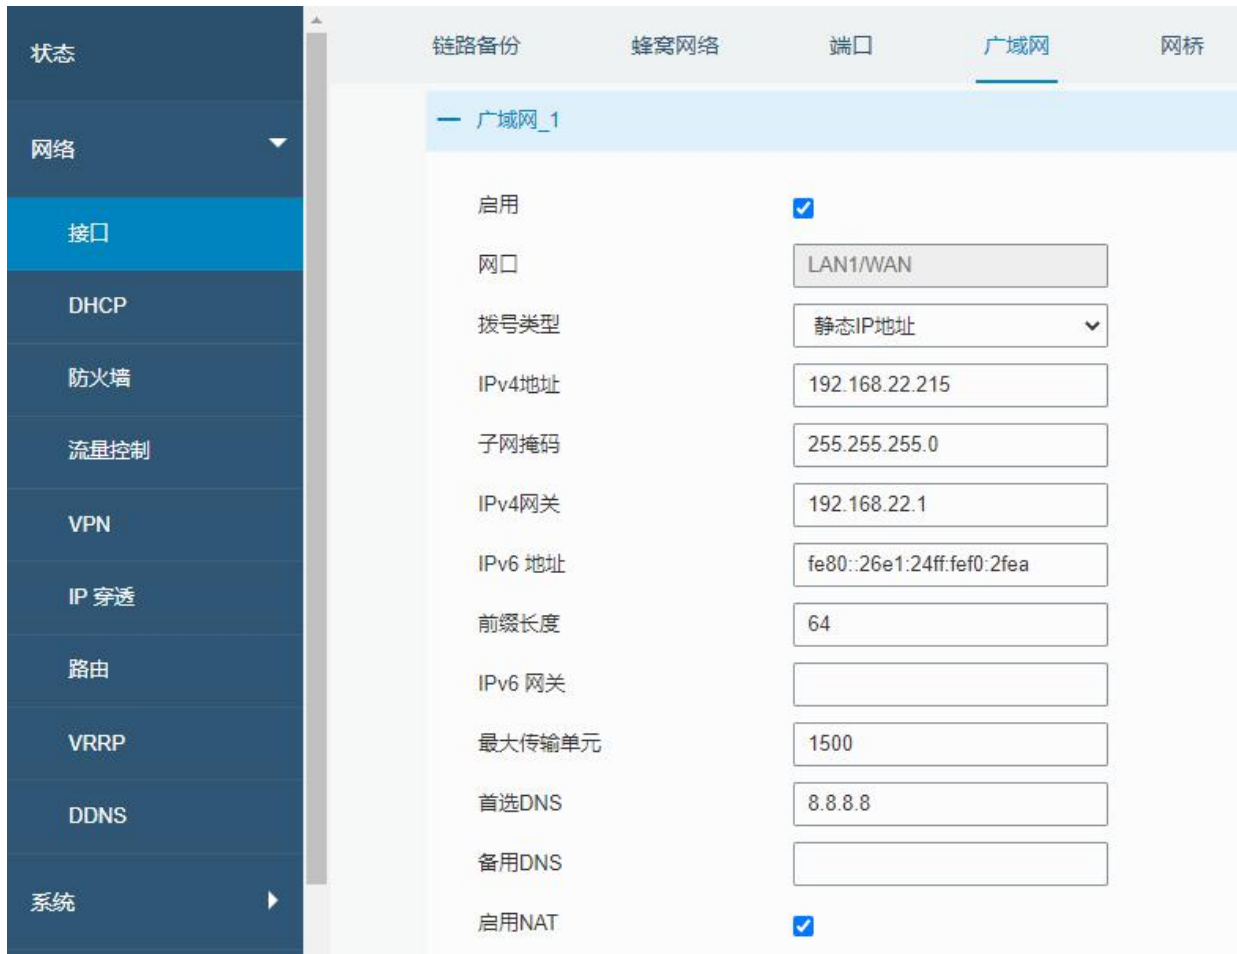 状态
网络
接口
DHCP
防火墙
流量控制
VPN
IP 穿透
路由
VRRP
DDNS
系统
链路备份 蜂窝网络 端口 广域网 网桥
广域网_1
启用
网口 LAN1/WAN
拨号类型 静态IP地址
IPv4地址 192.168.22.215
子网掩码 255.255.255.0
IPv4网关 192.168.22.1
IPv6 地址 fe80::26e1:24ff:fef0:2fea
前缀长度 64
IPv6 网关
最大传输单元 1500
首选DNS 8.8.8.8
备用DNS
启用NAT